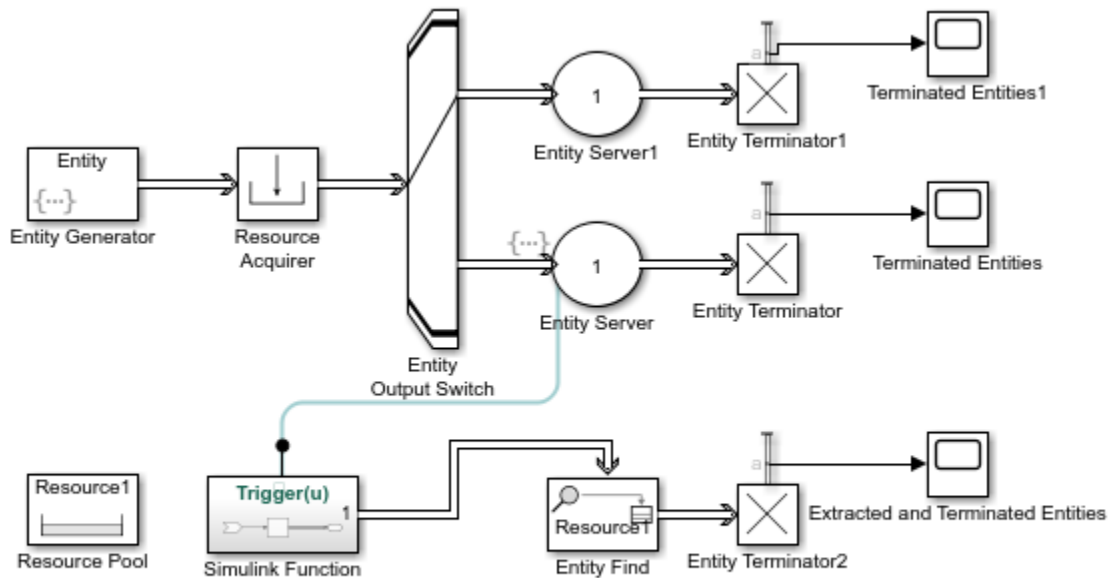 1
a
Terminated Entities1
Entity Server1
Entity Terminator1
Entity
{...}
Entity Generator
Resource
Acquirer
{...}
1
a
Terminated Entities
Entity Server
Entity Terminator
Entity
Output Switch
Resource1
Resource Pool
Trigger(u)
1
Simulink Function
Resource1
Entity Find
a
Extracted and Terminated Entities
Entity Terminator2